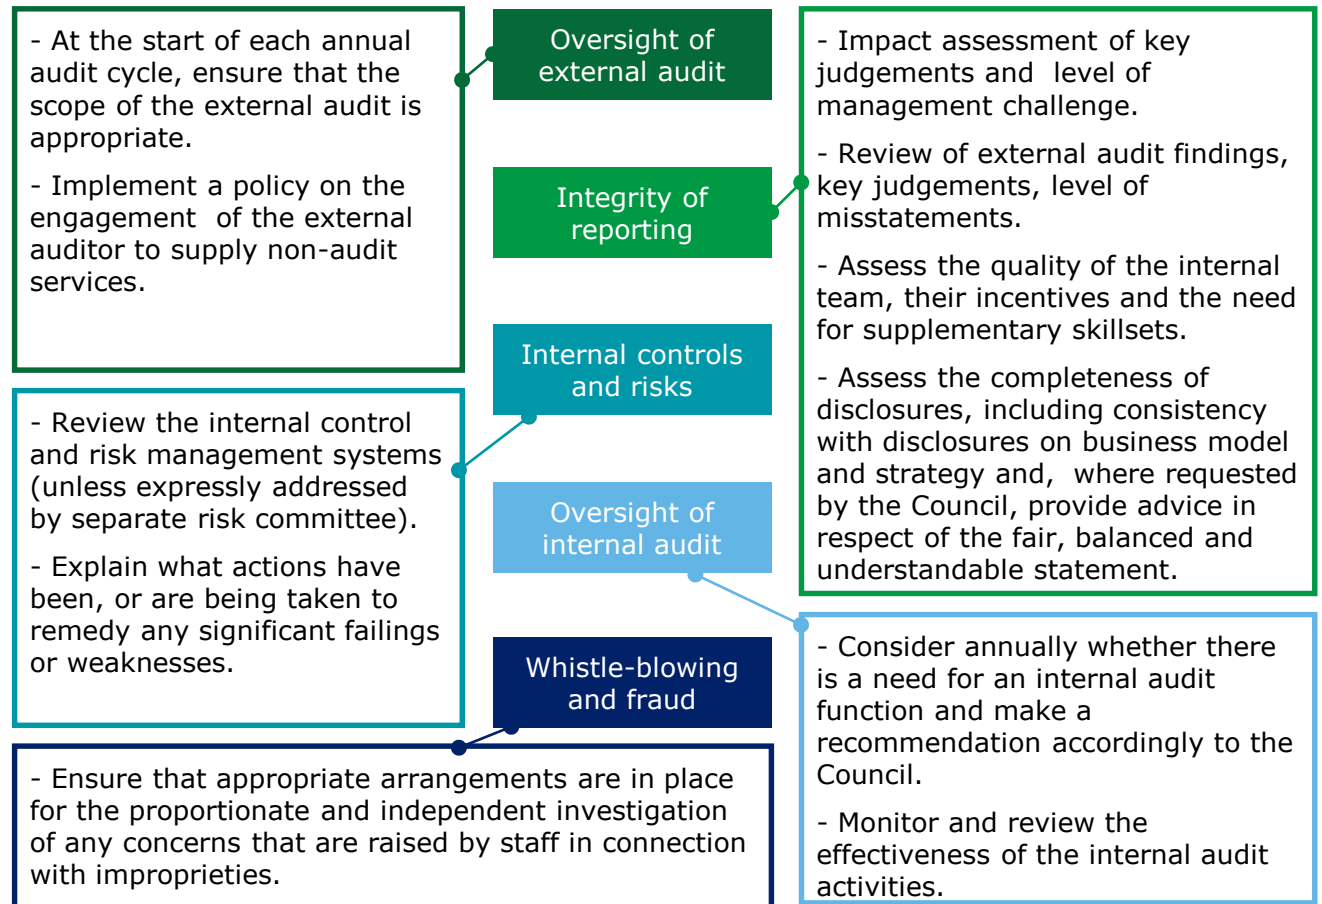 - At the start of each annual
audit cycle, ensure that the
scope of the external audit is
appropriate.
- Implement a policy on the
engagement  of the external
auditor to supply non-audit
services.
Oversight of
external audit
Integrity of
reporting
- Impact assessment of key
judgements and  level of
management challenge.
- Review of external audit findings,
key judgements, level of
misstatements.
- Assess the quality of the internal
team, their incentives and the need
for supplementary skillsets.
- Assess the completeness of
disclosures, including consistency
with disclosures on business model
and strategy and,  where requested
by the Council, provide advice in
respect of the fair, balanced and
understandable statement.
Internal controls
and risks
- Review the internal control
and risk management systems
(unless expressly addressed
by separate risk committee).
- Explain what actions have
been, or are being taken to
remedy any significant failings
or weaknesses.
Oversight of
internal audit
- Consider annually whether there
is a need for an internal audit
function and make a
recommendation accordingly to the
Council.
- Monitor and review the
effectiveness of the internal audit
activities.
Whistle-blowing
and fraud
- Ensure that appropriate arrangements are in place
for the proportionate and independent investigation
of any concerns that are raised by staff in connection
with improprieties.